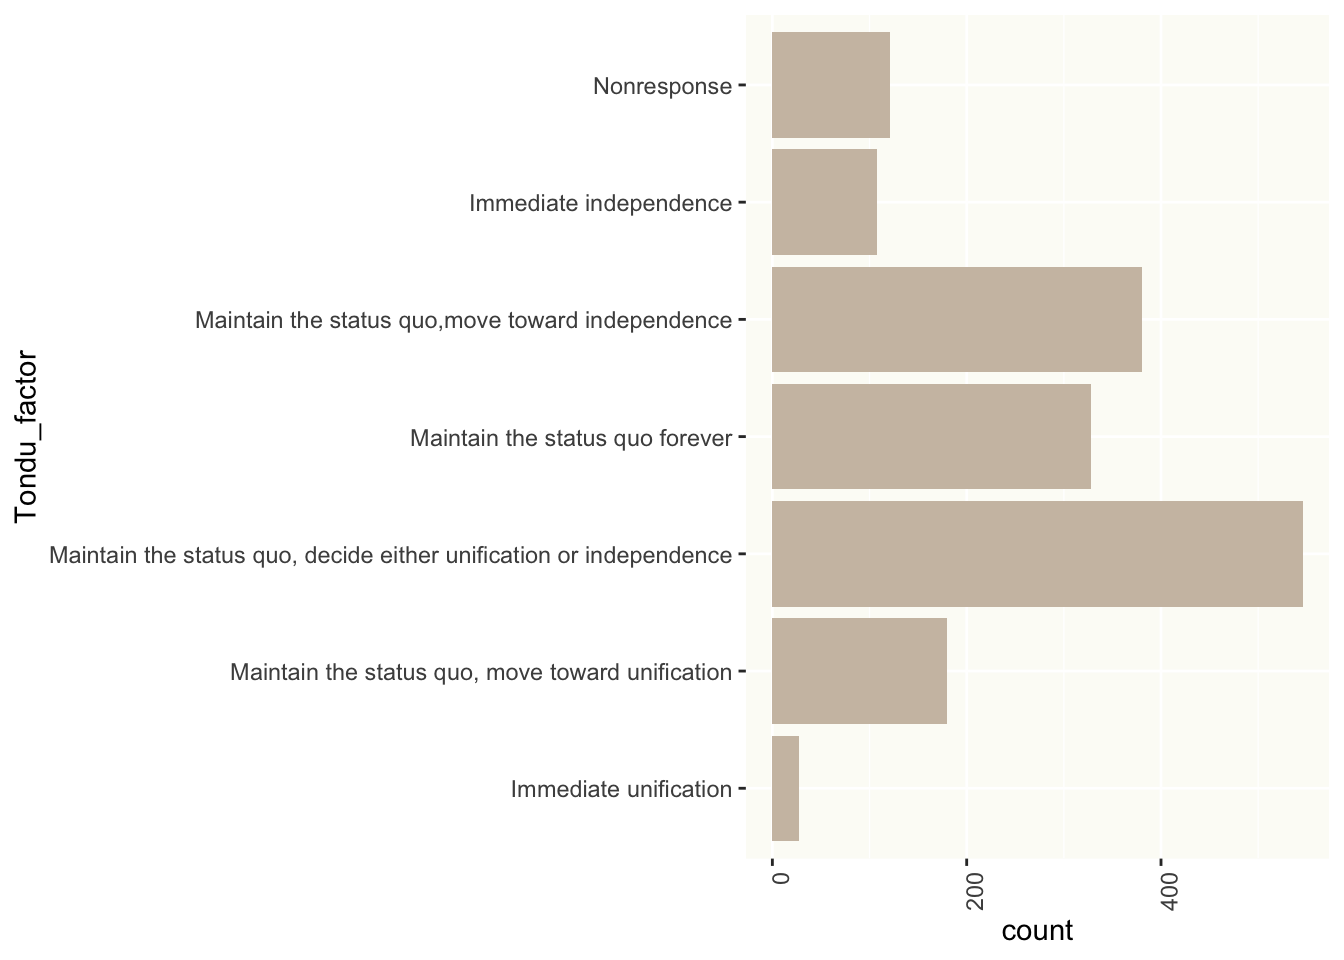 Nonresponse
Immediate independence
Maintain the status quo,move toward independence
Maintain the status quo forever
Maintain the status quo, decide either unification or independence
Maintain the status quo, move toward unification
Immediate unification
Tondu_factor
0
200
400
count